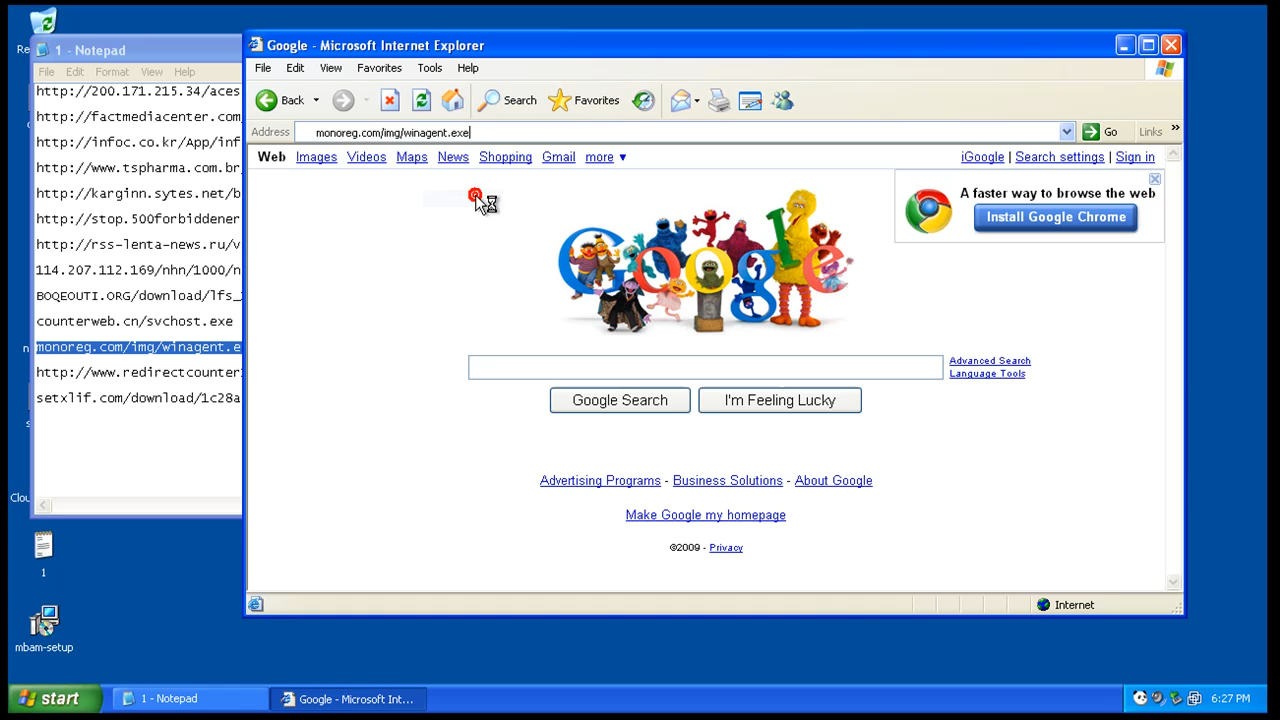 Re
1 - Notepad
File Edit Format View Help
http://200.171.215.34/aces
http://factmediacenter.com
http://infoc.co.kr/App/inf
http://www.tspharma.com.br
http://karginn.sytes.net/b
http://stop.500forbiddener
http://rss-lenta-news.ru/v
114.207.112.169/nhn/1000/n
BOQEOUTI.ORG/download/lfs_
counterweb.cn/svchost.exe
monoreg.com/img/winagent.e
http://www.redirectcounter
setxlif.com/download/1c28a
Clou
1
mbam-setup
Google - Microsoft Internet Explorer
File Edit View Favorites Tools Help
Back Search Favorites
Address monoreg.com/img/winagent.exe Go Links »
Web Images Videos Maps News Shopping Gmail more ▼ iGoogle | Search settings | Sign in
A faster way to browse the web
Install Google Chrome
Google
Advanced Search
Language Tools
Google Search I'm Feeling Lucky
Advertising Programs - Business Solutions - About Google
Make Google my homepage
©2009 - Privacy
Internet
start 1 - Notepad Google - Microsoft Int... 6:27 PM